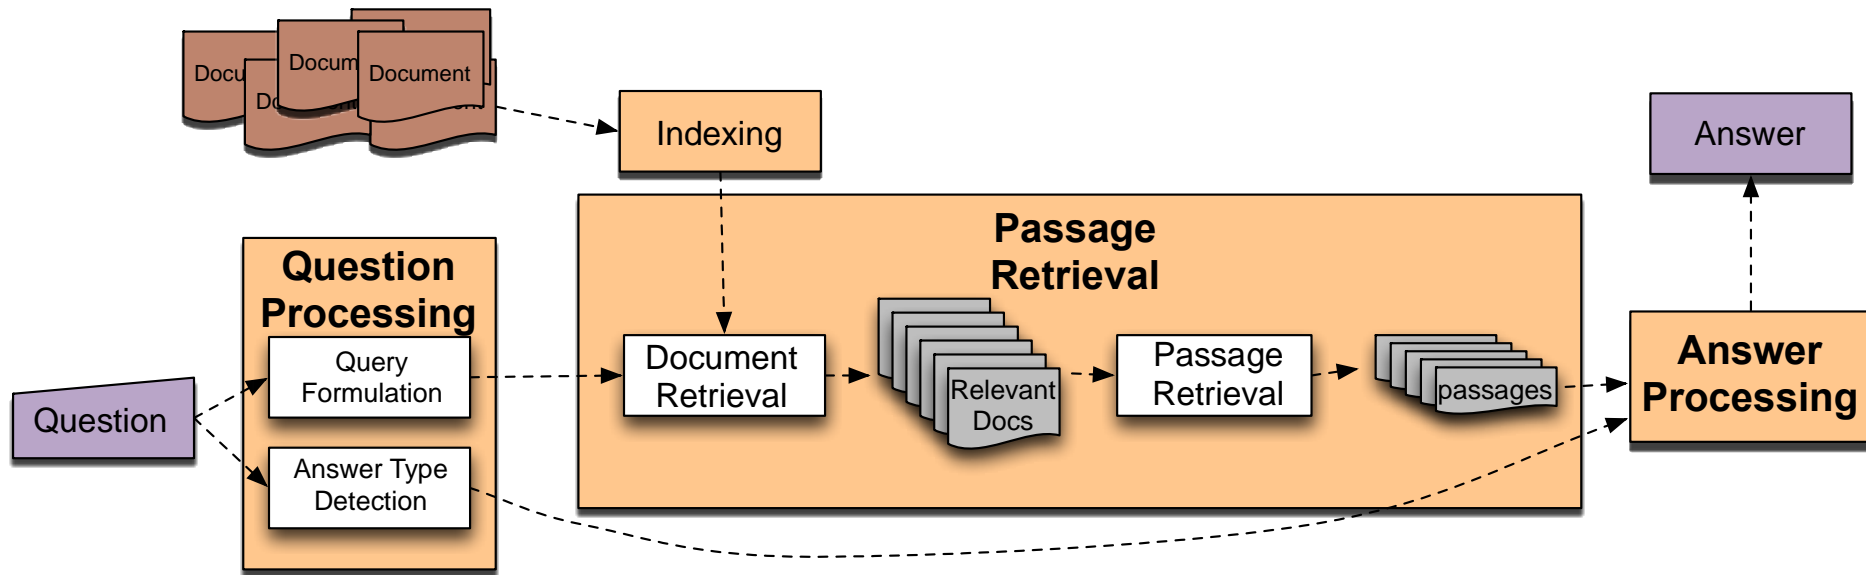 Document
Docum
Docu
Indexing
Answer
Passage
Retrieval
Question
Processing
Query
Formulation
Answer Type
Detection
Question
Document
Retrieval
Relevant
Docs
Passage
Retrieval
passages
Answer
Processing